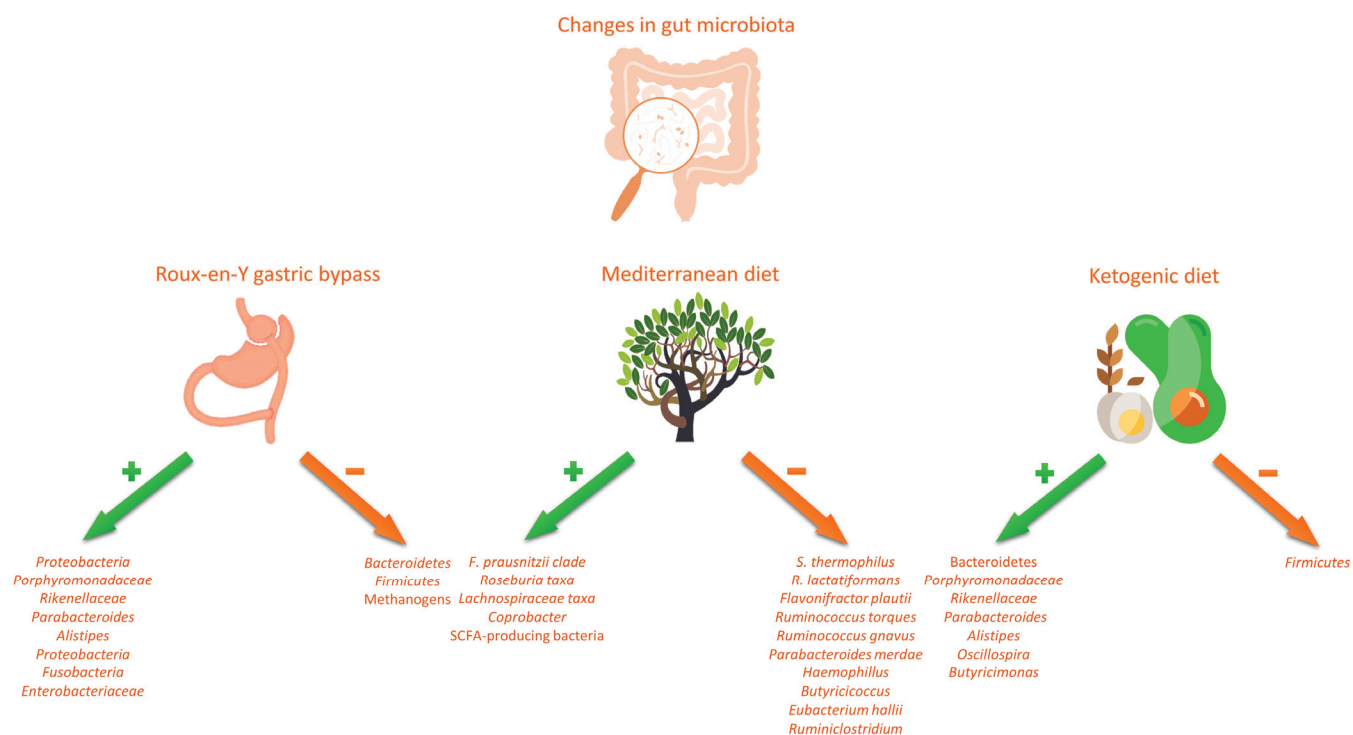 Changes in gut microbiota
Roux-en-Y gastric bypass
Mediterranean diet
Ketogenic diet
+
–
+
–
+
–
Proteobacteria
Porphyromonadaceae
Rikenellaceae
Parabacteroides
Alistipes
Proteobacteria
Fusobacteria
Enterobacteriaceae
Bacteroidetes
Firmicutes
Methanogens
F. prausnitzii clade
Roseburia taxa
Lachnospiraceae taxa
Coprobacter
SCFA-producing bacteria
S. thermophilus
R. lactatiformans
Flavonifractor plautii
Ruminococcus torques
Ruminococcus gnavus
Parabacteroides merdae
Haemophillus
Butyricicoccus
Eubacterium hallii
Ruminiclostridium
Bacteroidetes
Porphyromonadaceae
Rikenellaceae
Parabacteroides
Alistipes
Oscillospira
Butyricimonas
Firmicutes